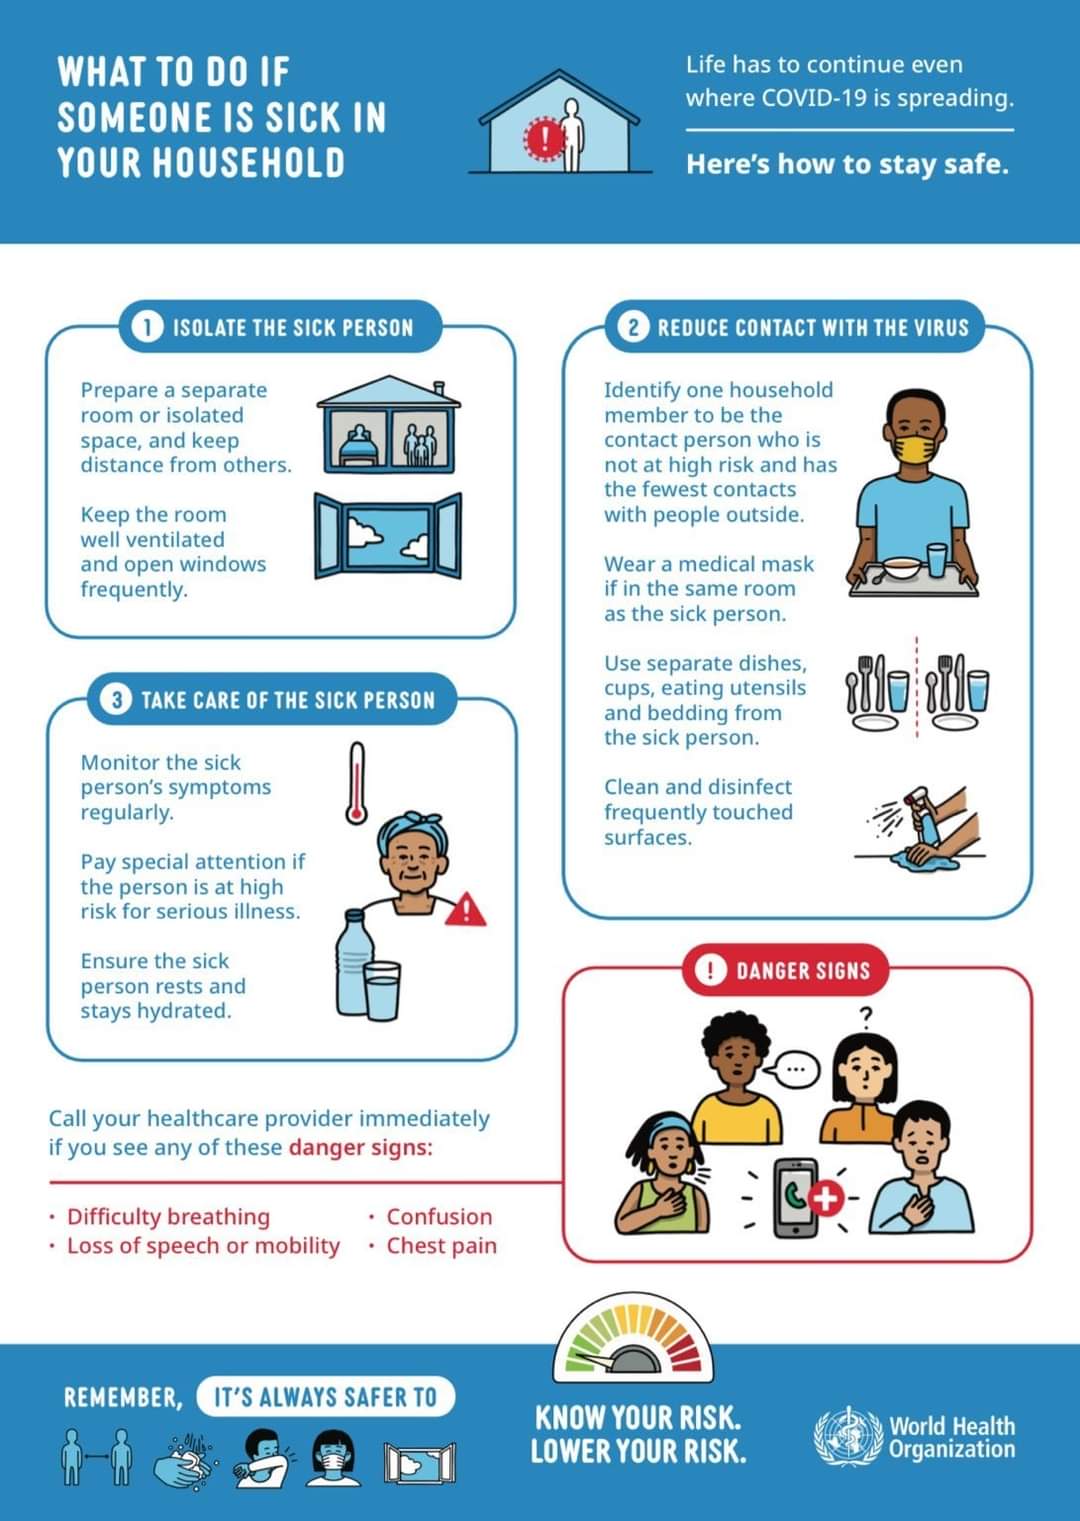 WHAT TO DO IF
SOMEONE IS SICK IN
YOUR HOUSEHOLD
Life has to continue even
where COVID-19 is spreading.
Here's how to stay safe.
1 ISOLATE THE SICK PERSON
Prepare a separate
room or isolated
space, and keep
distance from others.
Keep the room
well ventilated
and open windows
frequently.
2 REDUCE CONTACT WITH THE VIRUS
Identify one household
member to be the
contact person who is
not at high risk and has
the fewest contacts
with people outside.
Wear a medical mask
if in the same room
as the sick person.
Use separate dishes,
cups, eating utensils
and bedding from
the sick person.
Clean and disinfect
frequently touched
surfaces.
3 TAKE CARE OF THE SICK PERSON
Monitor the sick
person's symptoms
regularly.
Pay special attention if
the person is at high
risk for serious illness.
Ensure the sick
person rests and
stays hydrated.
! DANGER SIGNS
?
...
Call your healthcare provider immediately
if you see any of these danger signs:
· Difficulty breathing
· Loss of speech or mobility
· Confusion
· Chest pain
REMEMBER, IT'S ALWAYS SAFER TO
KNOW YOUR RISK.
LOWER YOUR RISK.
World Health
Organization